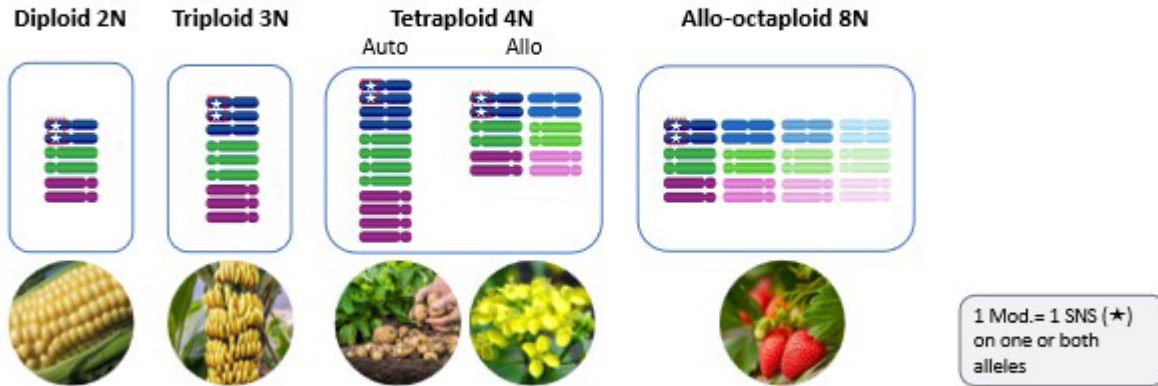 Diploid 2N
Triploid 3N
Tetraploid 4N
Allo-octaploid 8N
Auto
Allo
1 Mod.= 1 SNS (★)
on one or both
alleles